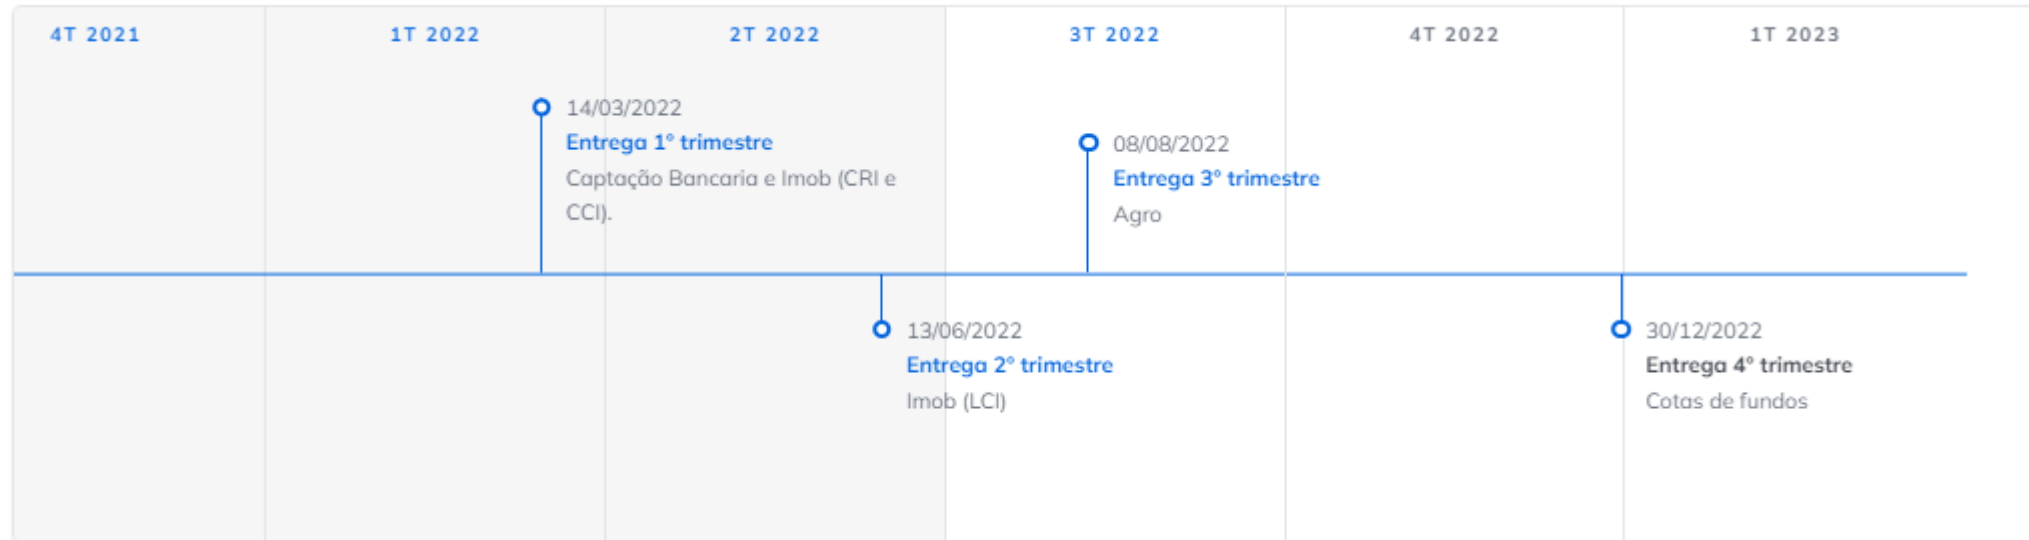 4T 2021
1T 2022
2T 2022
3T 2022
4T 2022
1T 2023
14/03/2022
Entrega 1º trimestre
Captação Bancaria e Imob (CRI e
CCI).
08/08/2022
Entrega 3º trimestre
Agro
13/06/2022
Entrega 2º trimestre
Imob (LCI)
30/12/2022
Entrega 4º trimestre
Cotas de fundos